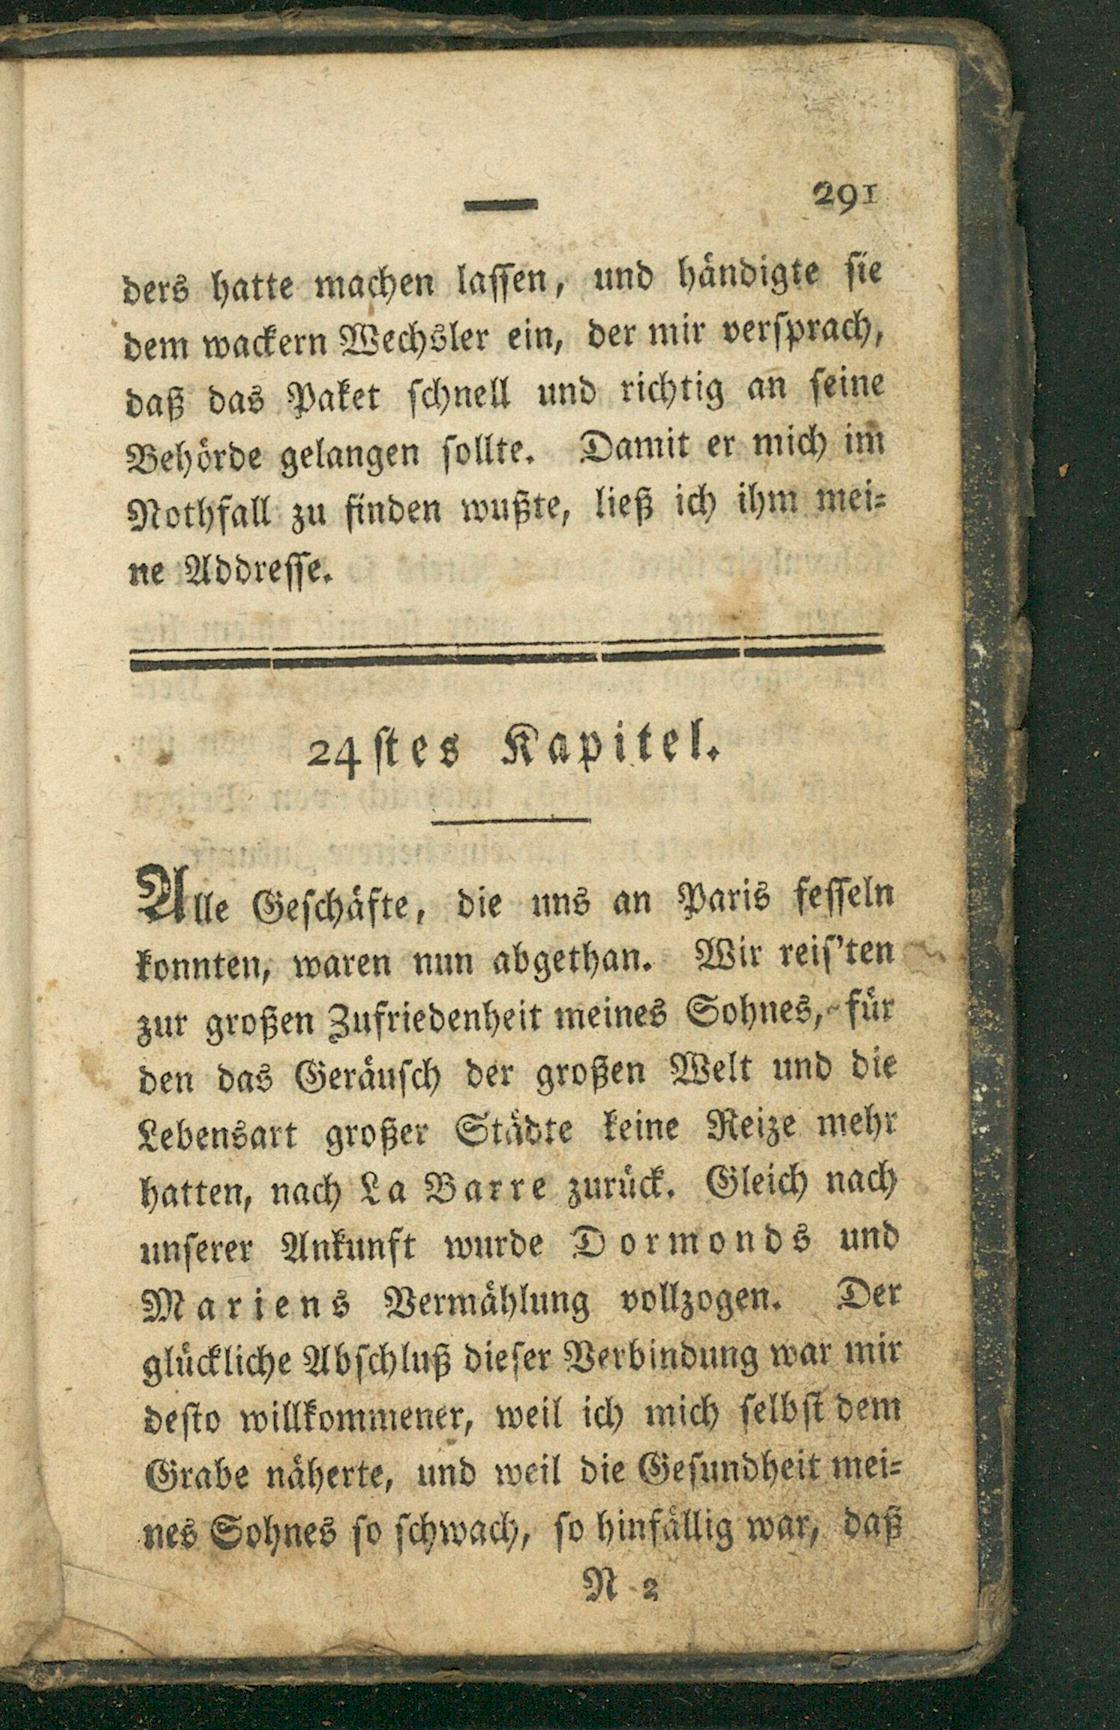 291
ders hatte machen lassen, und händigte sie
dem wackern Wechsler ein, der mir versprach,
daß das Paket schnell und richtig an seine
Behörde gelangen sollte. Damit er mich im
Nothfall zu finden wußte, ließ ich ihm mei=
ne Addresse.
24stes Kapitel.
Alle Geschäfte, die uns an Paris fesseln
konnten, waren nun abgethan. Wir reis'ten
zur großen Zufriedenheit meines Sohnes, für
den das Geräusch der großen Welt und die
Lebensart großer Städte keine Reize mehr
hatten, nach La Barre zurück. Gleich nach
unserer Ankunft wurde Dormonds und
Mariens Vermählung vollzogen. Der
glückliche Abschluß dieser Verbindung war mir
desto willkommener, weil ich mich selbst dem
Grabe näherte, und weil die Gesundheit mei=
nes Sohnes so schwach, so hinfällig war, daß
N 2